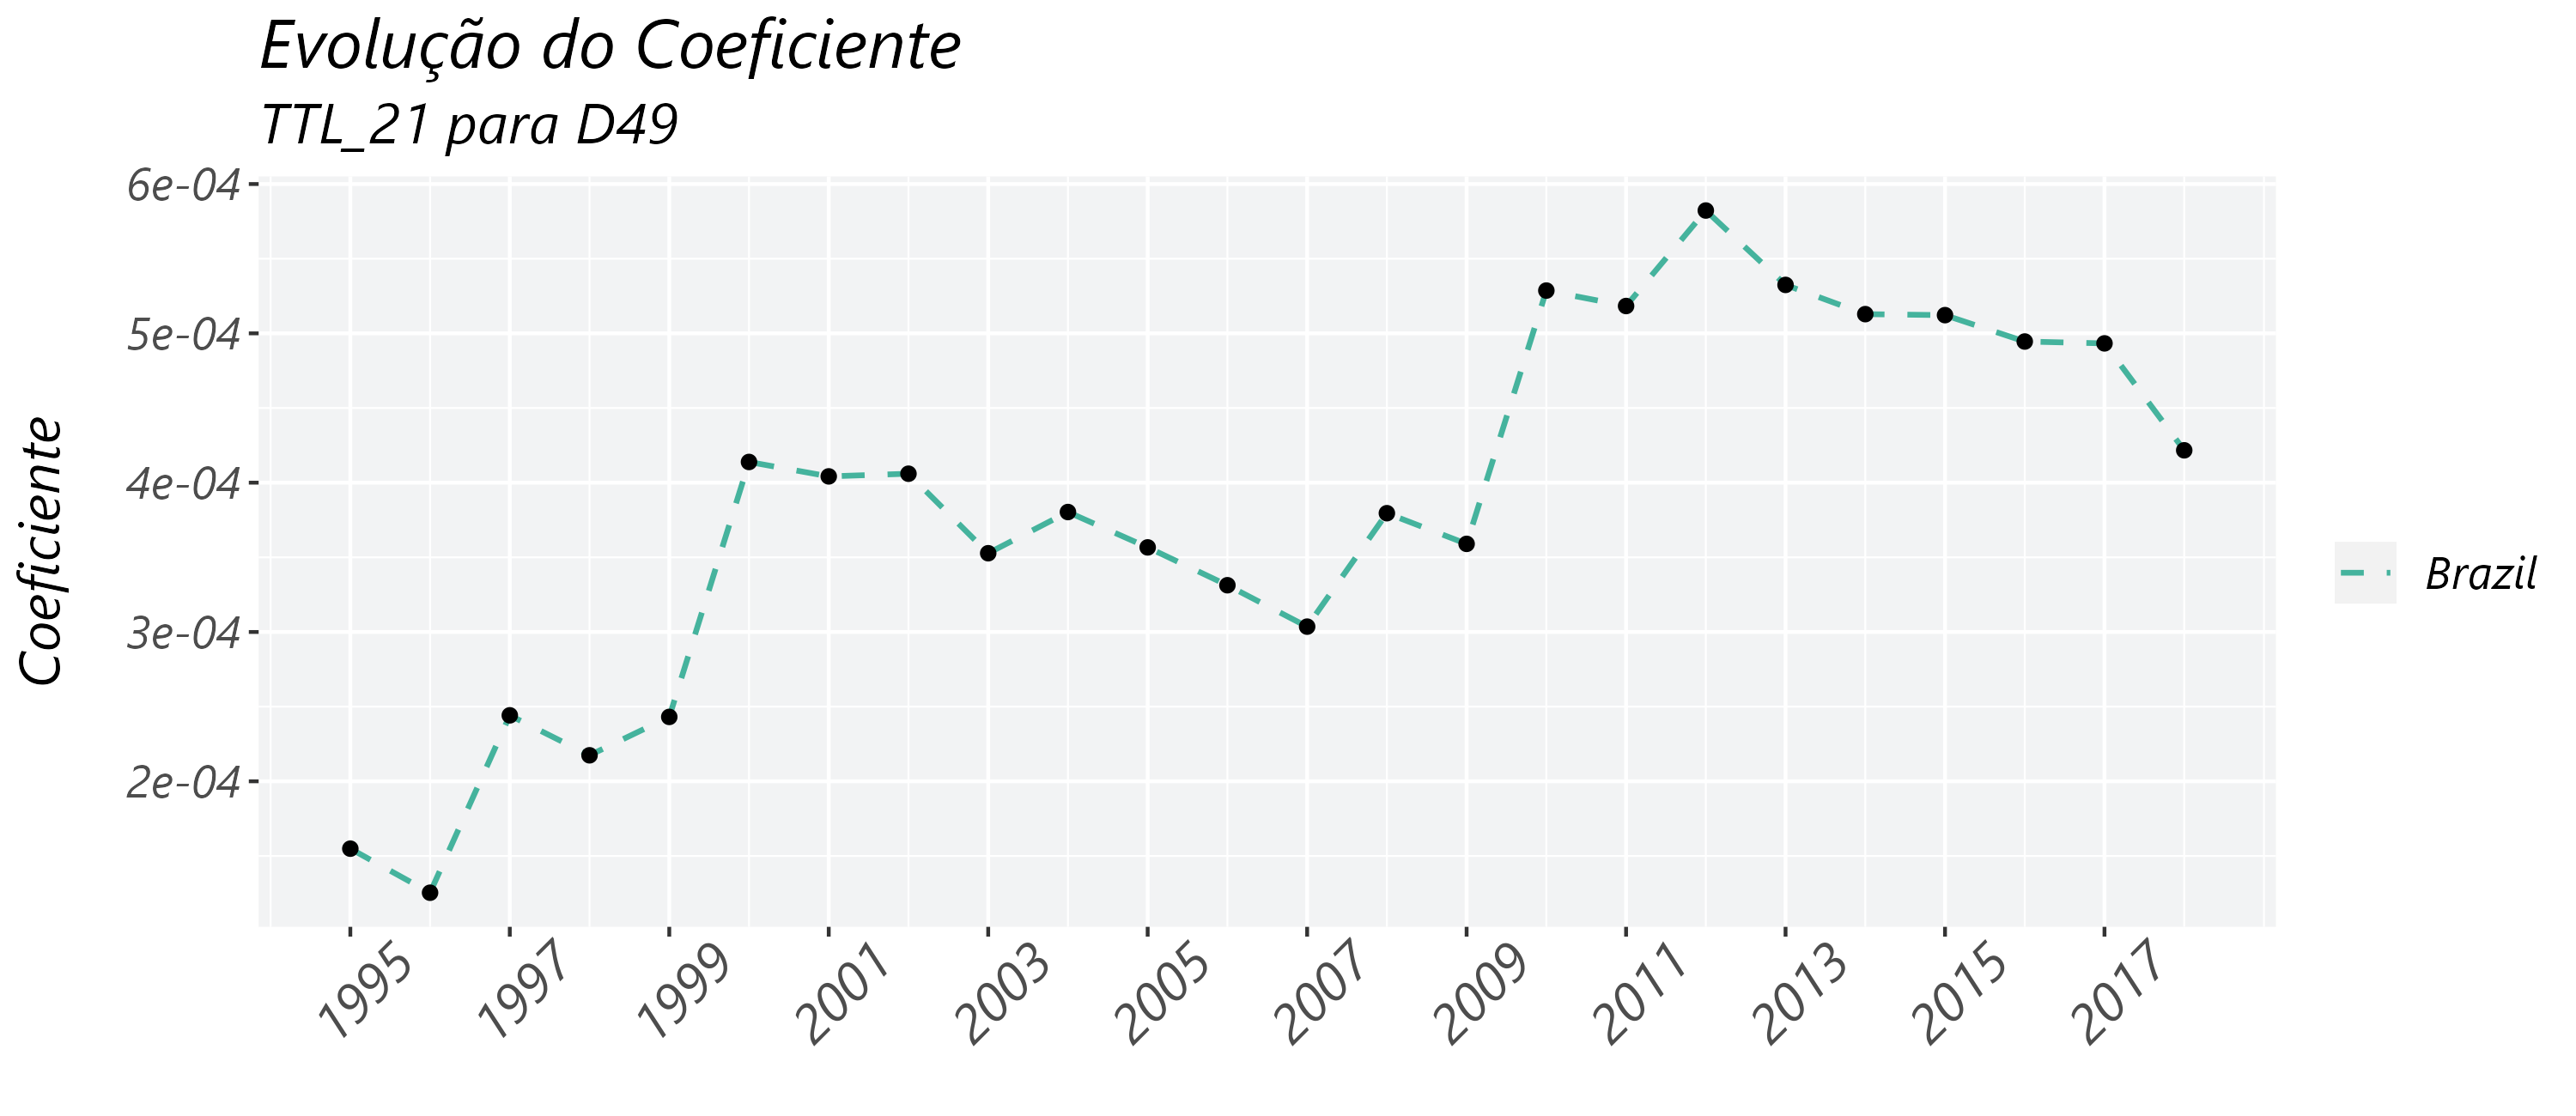 Evolução do Coeficiente
TTL_21 para D49
Coeficiente
6e-04
5e-04
4e-04
3e-04
2e-04
1995
1997
1999
2001
2003
2005
2007
2009
2011
2013
2015
2017
Brazil